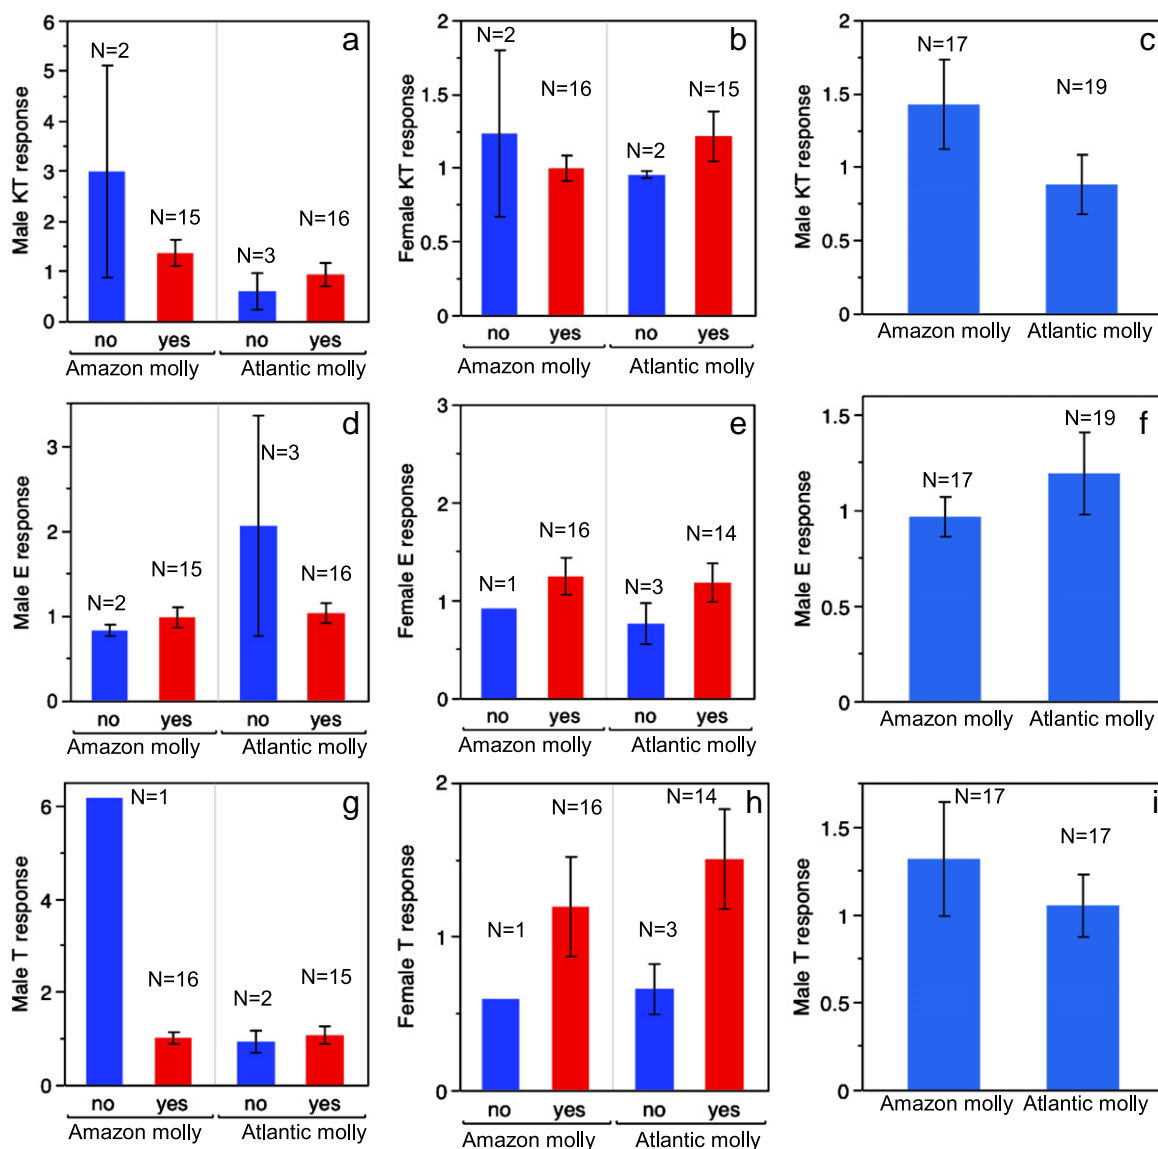 a
Male KT response
6
5
4
3
2
1
0
N=2
N=15
N=3
N=16
no yes no yes
Amazon molly Atlantic molly
b
Female KT response
2
1.5
1
0.5
0
N=2
N=16
N=2
N=15
no yes no yes
Amazon molly Atlantic molly
c
Male KT response
2
1.5
1
0.5
0
N=17
N=19
Amazon molly Atlantic molly
d
Male E response
3
2
1
0
N=2
N=15
N=3
N=16
no yes no yes
Amazon molly Atlantic molly
e
Female E response
3
2
1
0
N=1
N=16
N=3
N=14
no yes no yes
Amazon molly Atlantic molly
f
Male E response
1.5
1
0.5
0
N=17
N=19
Amazon molly Atlantic molly
g
Male T response
6
4
2
0
N=1
N=16
N=2
N=15
no yes no yes
Amazon molly Atlantic molly
h
Female T response
2
1
0
N=1
N=16
N=3
N=14
no yes no yes
Amazon molly Atlantic molly
i
Male T response
1.5
1
0.5
0
N=17
N=17
Amazon molly Atlantic molly